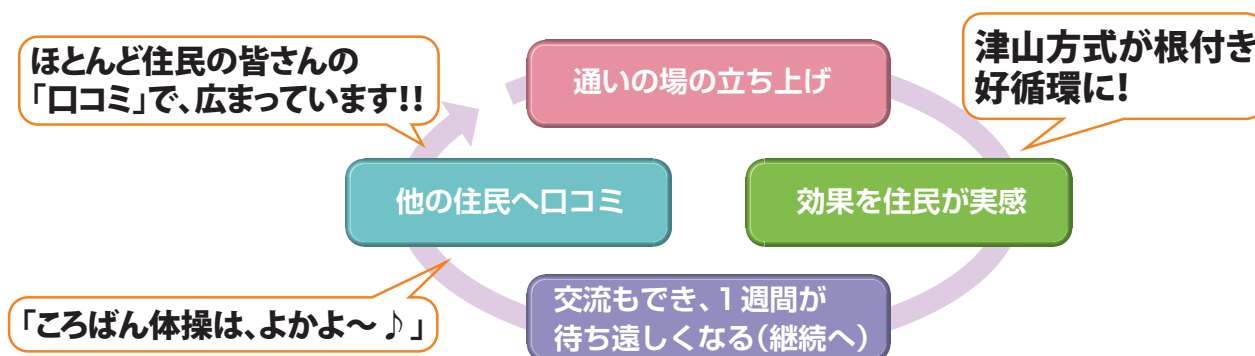 ほとんど住民の皆さんの
「口コミ」で、広まっています!!
通いの場の立ち上げ
津山方式が根付き
好循環に!
他の住民へ口コミ
効果を住民が実感
「ころばん体操は、よかよ～♪」
交流もでき、1週間が
待ち遠しくなる(継続へ)